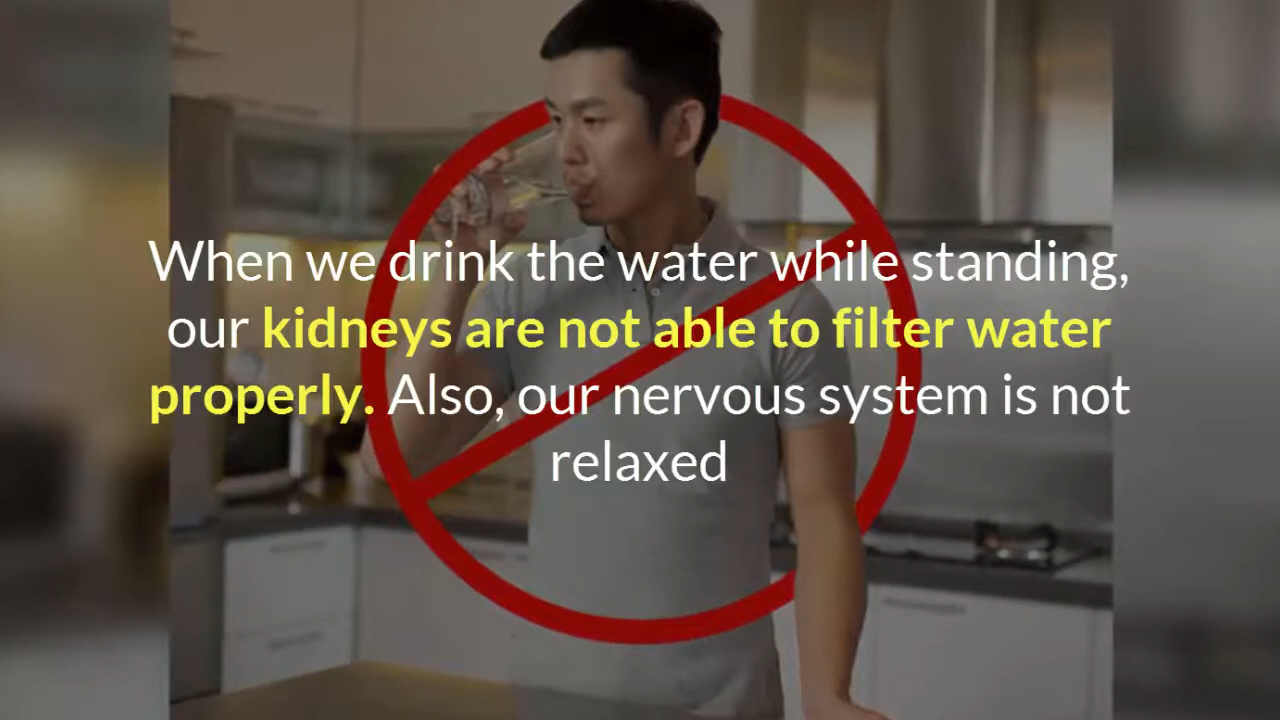 When we drink the water while standing,
our kidneys are not able to filter water
properly. Also, our nervous system is not
relaxed